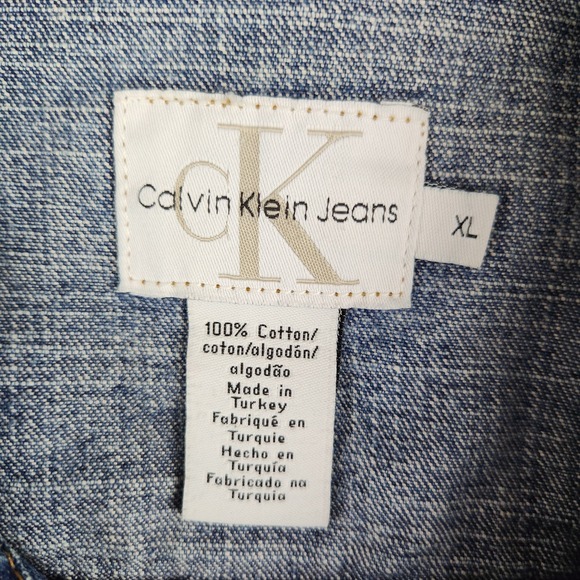 CK
Calvin Klein Jeans
XL
100% Cotton/
coton/algodón/
algodão
Made in
Turkey
Fabriqué en
Turquie
Hecho en
Turquía
Fabricado na
Turquia